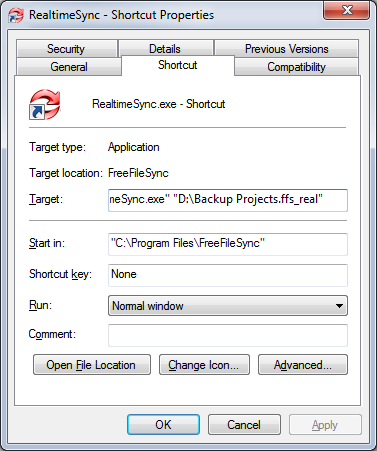 RealtimeSync - Shortcut Properties
Security Details Previous Versions
General Shortcut Compatibility
RealtimeSync.exe - Shortcut
Target type: Application
Target location: FreeFileSync
Target: neSync.exe" "D:\Backup Projects.ffs_real"
Start in: "C:\Program Files\FreeFileSync"
Shortcut key: None
Run: Normal window
Comment:
Open File Location Change Icon... Advanced...
OK Cancel Apply